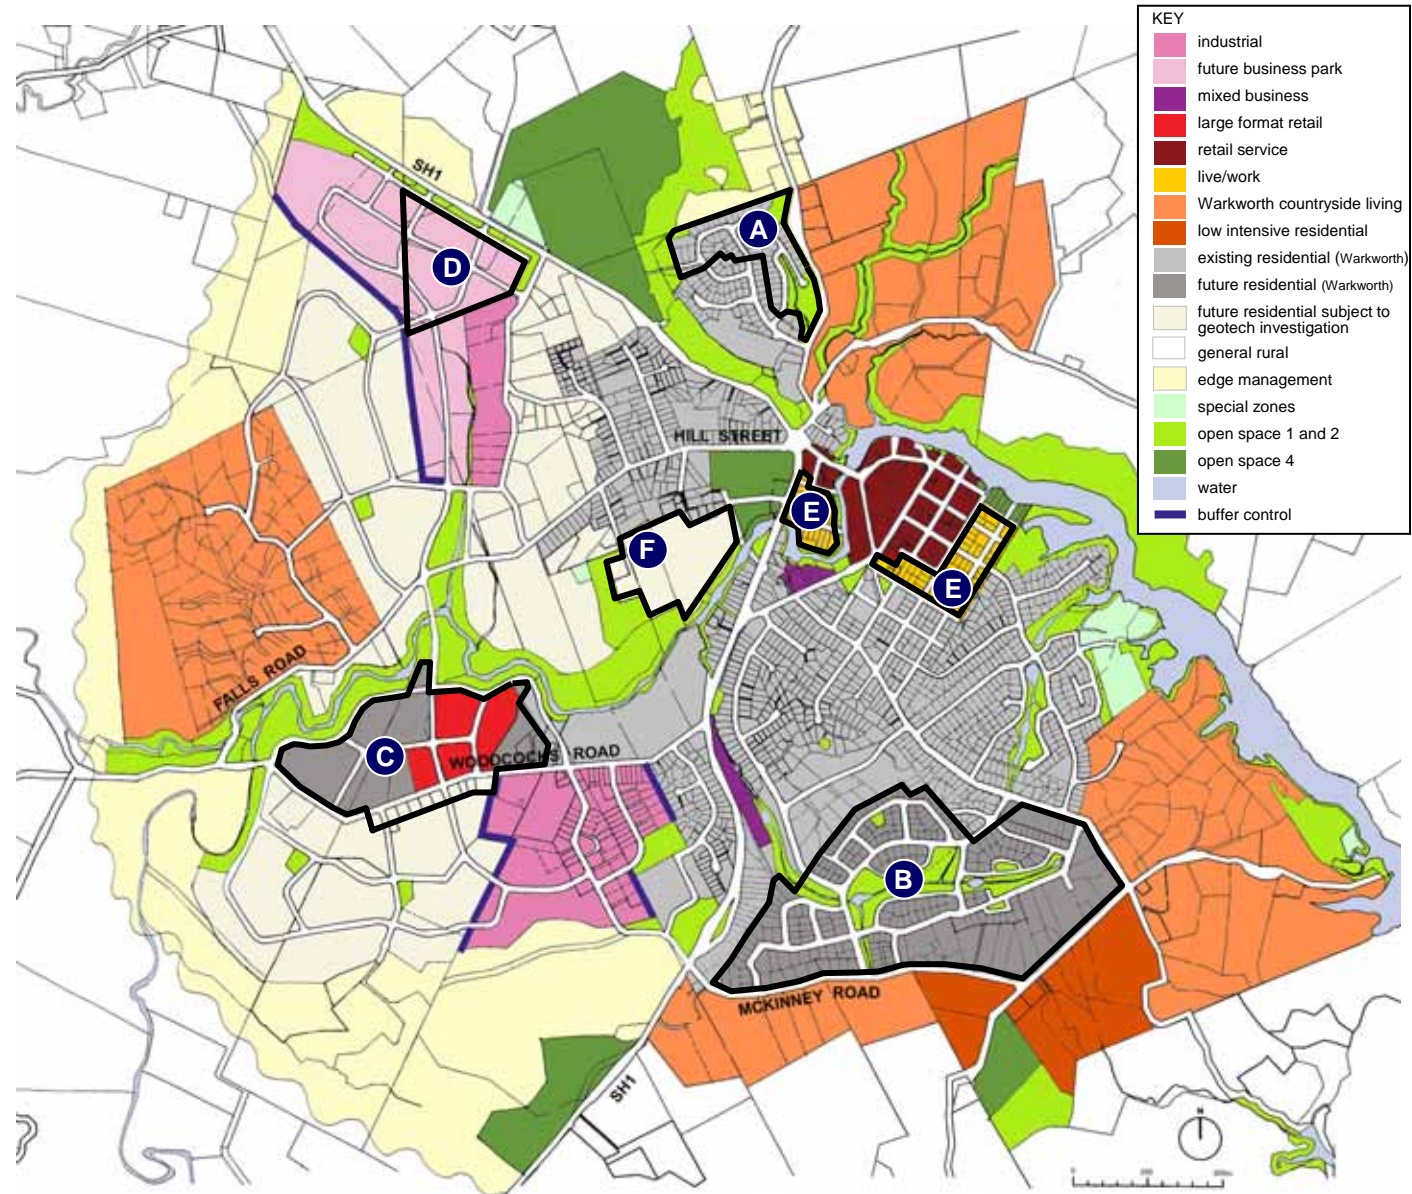 KEY
industrial
future business park
mixed business
large format retail
retail service
live/work
Warkworth countryside living
low intensive residential
existing residential (Warkworth)
future residential (Warkworth)
future residential subject to
geotech investigation
general rural
edge management
special zones
open space 1 and 2
open space 4
water
buffer control
SH1
A
D
HILL STREET
E
F
E
FALLS ROAD
C
WOODCOCKS ROAD
B
MCKINNEY ROAD
SH1
N
0